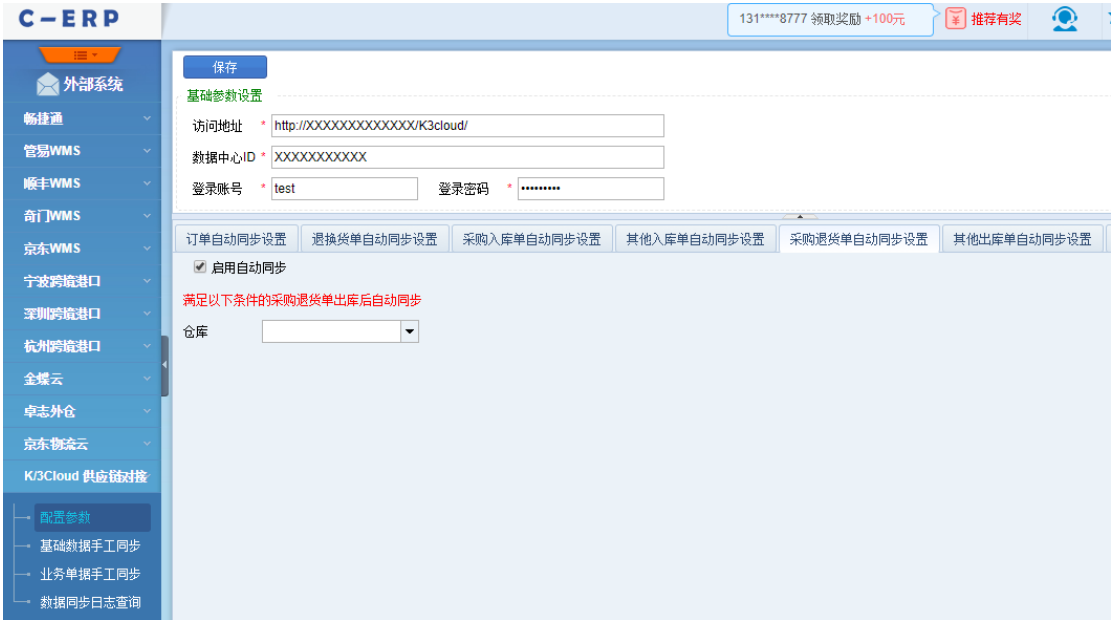 C-ERP
131****8777 领取奖励 +100元
推荐有奖
外部系统
畅捷通
管易WMS
顺丰WMS
奇门WMS
京东WMS
宁波跨境港口
深圳跨境港口
杭州跨境港口
金蝶云
卓志外仓
京东物流云
K/3Cloud 供应链对接
配置参数
基础数据手工同步
业务单据手工同步
数据同步日志查询
保存
基础参数设置
访问地址 * http://XXXXXXXXXXXXX/K3cloud/
数据中心ID * XXXXXXXXXXX
登录账号 * test 登录密码 * •••••••••
订单自动同步设置 退换货单自动同步设置 采购入库单自动同步设置 其他入库单自动同步设置 采购退货单自动同步设置 其他出库单自动同步设置
启用自动同步
满足以下条件的采购退货单出库后自动同步
仓库